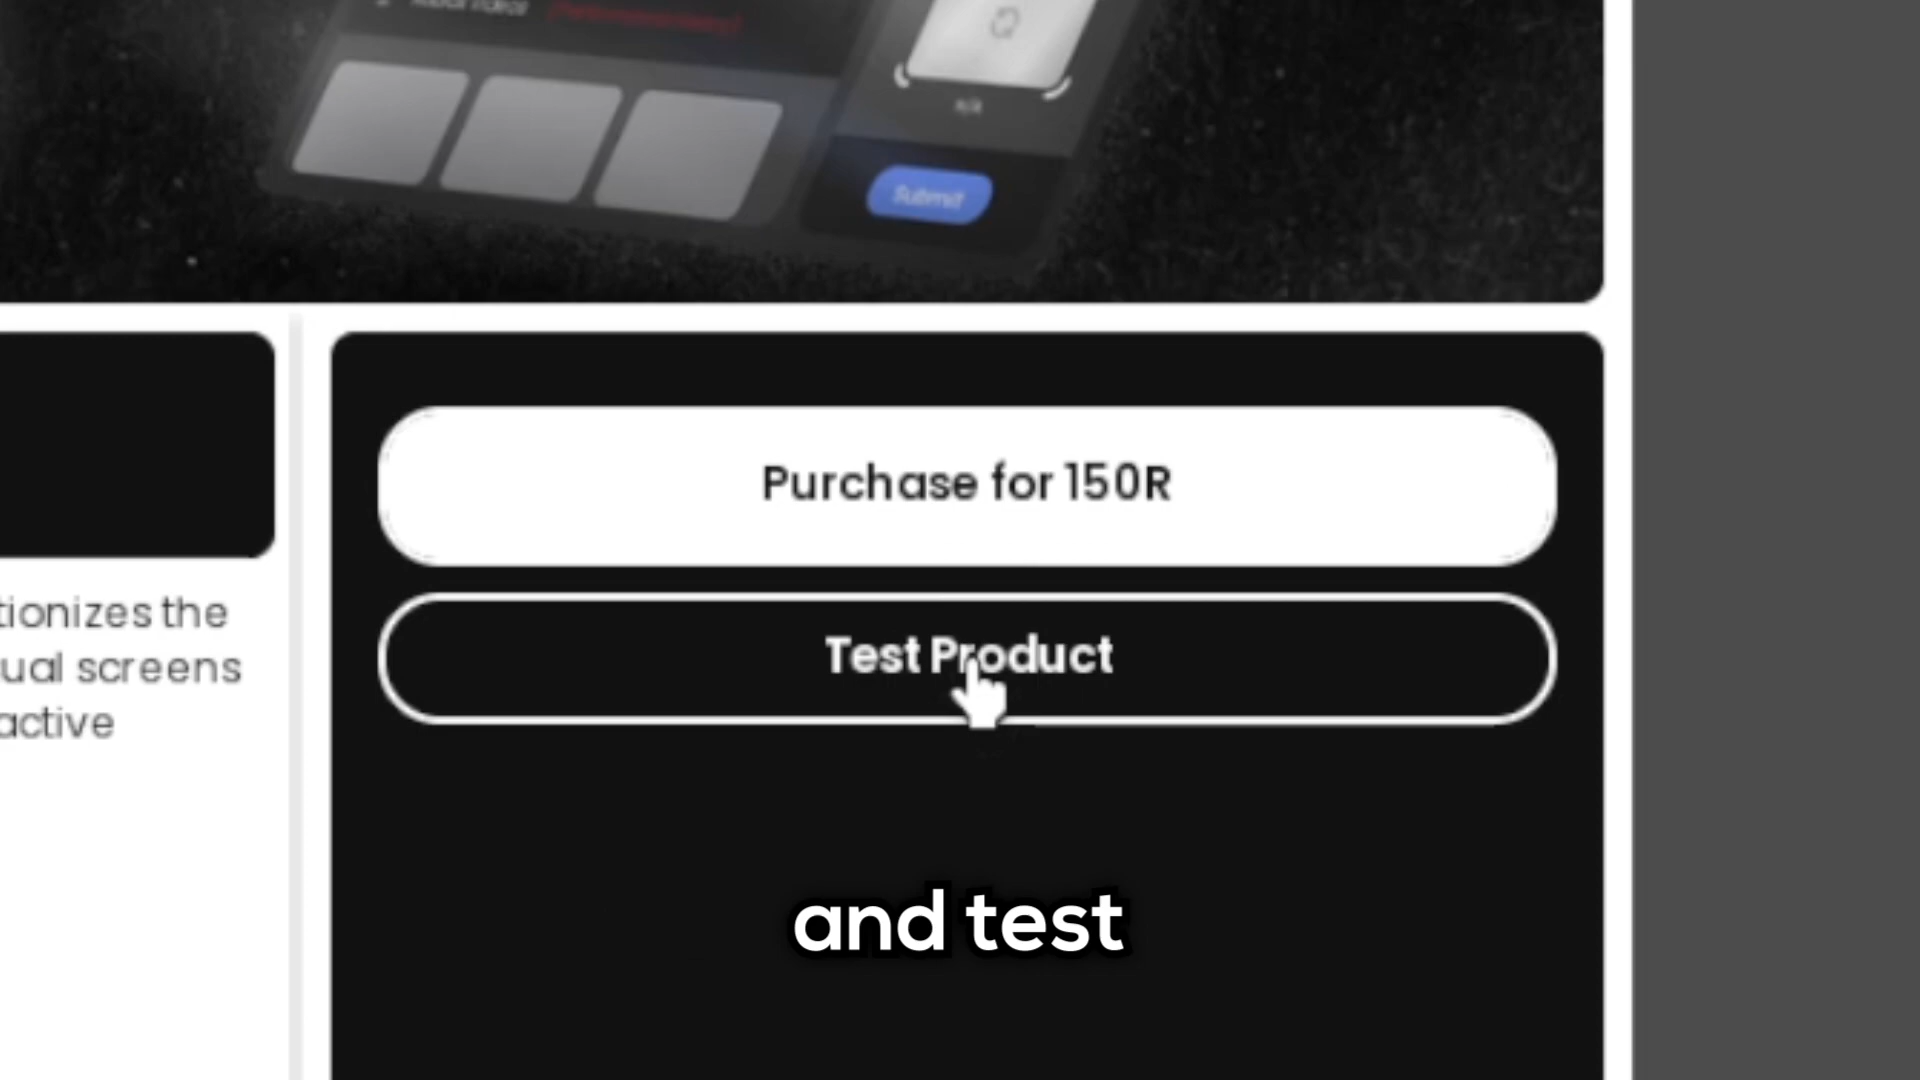 Submit
Purchase for 150R
Test Product
tionizes the
ual screens
active
and test